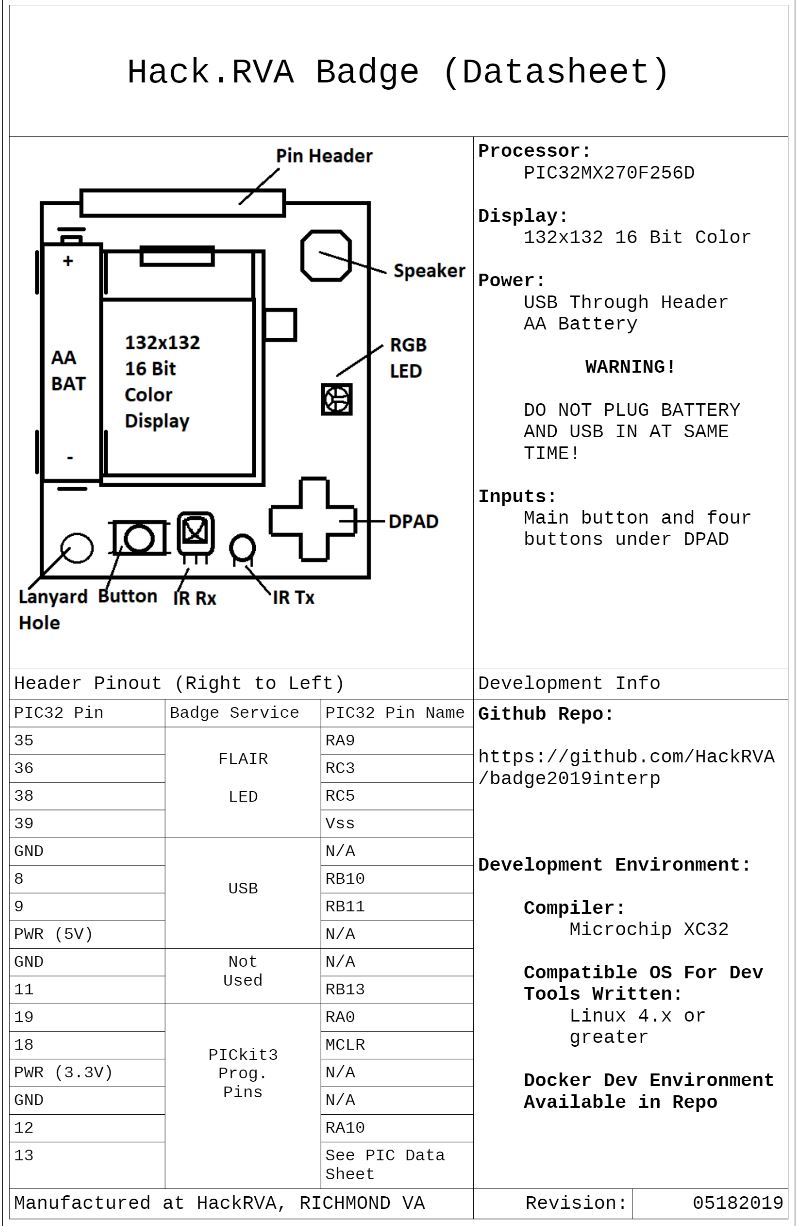 Hack.RVA Badge (Datasheet)
Pin Header
+
Speaker
AA
BAT
132x132
16 Bit
Color
Display
RGB
LED
-
DPAD
Lanyard
Hole
Button
IR Rx
IR Tx
Processor:
PIC32MX270F256D
Display:
132x132 16 Bit Color
Power:
USB Through Header
AA Battery
WARNING!
DO NOT PLUG BATTERY
AND USB IN AT SAME
TIME!
Inputs:
Main button and four
buttons under DPAD
Header Pinout (Right to Left)
PIC32 Pin Badge Service PIC32 Pin Name
35 RA9
FLAIR
36 RC3
LED
38 RC5
39 Vss
GND N/A
8 RB10
USB
9 RB11
PWR (5V) N/A
GND Not N/A
Used
11 RB13
19 RA0
18 MCLR
PICkit3
Prog.
Pins
PWR (3.3V) N/A
GND N/A
12 RA10
13 See PIC Data
Sheet
Development Info
Github Repo:
https://github.com/HackRVA
/badge2019interp
Development Environment:
Compiler:
Microchip XC32
Compatible OS For Dev
Tools Written:
Linux 4.x or
greater
Docker Dev Environment
Available in Repo
Manufactured at HackRVA, RICHMOND VA
Revision: 05182019